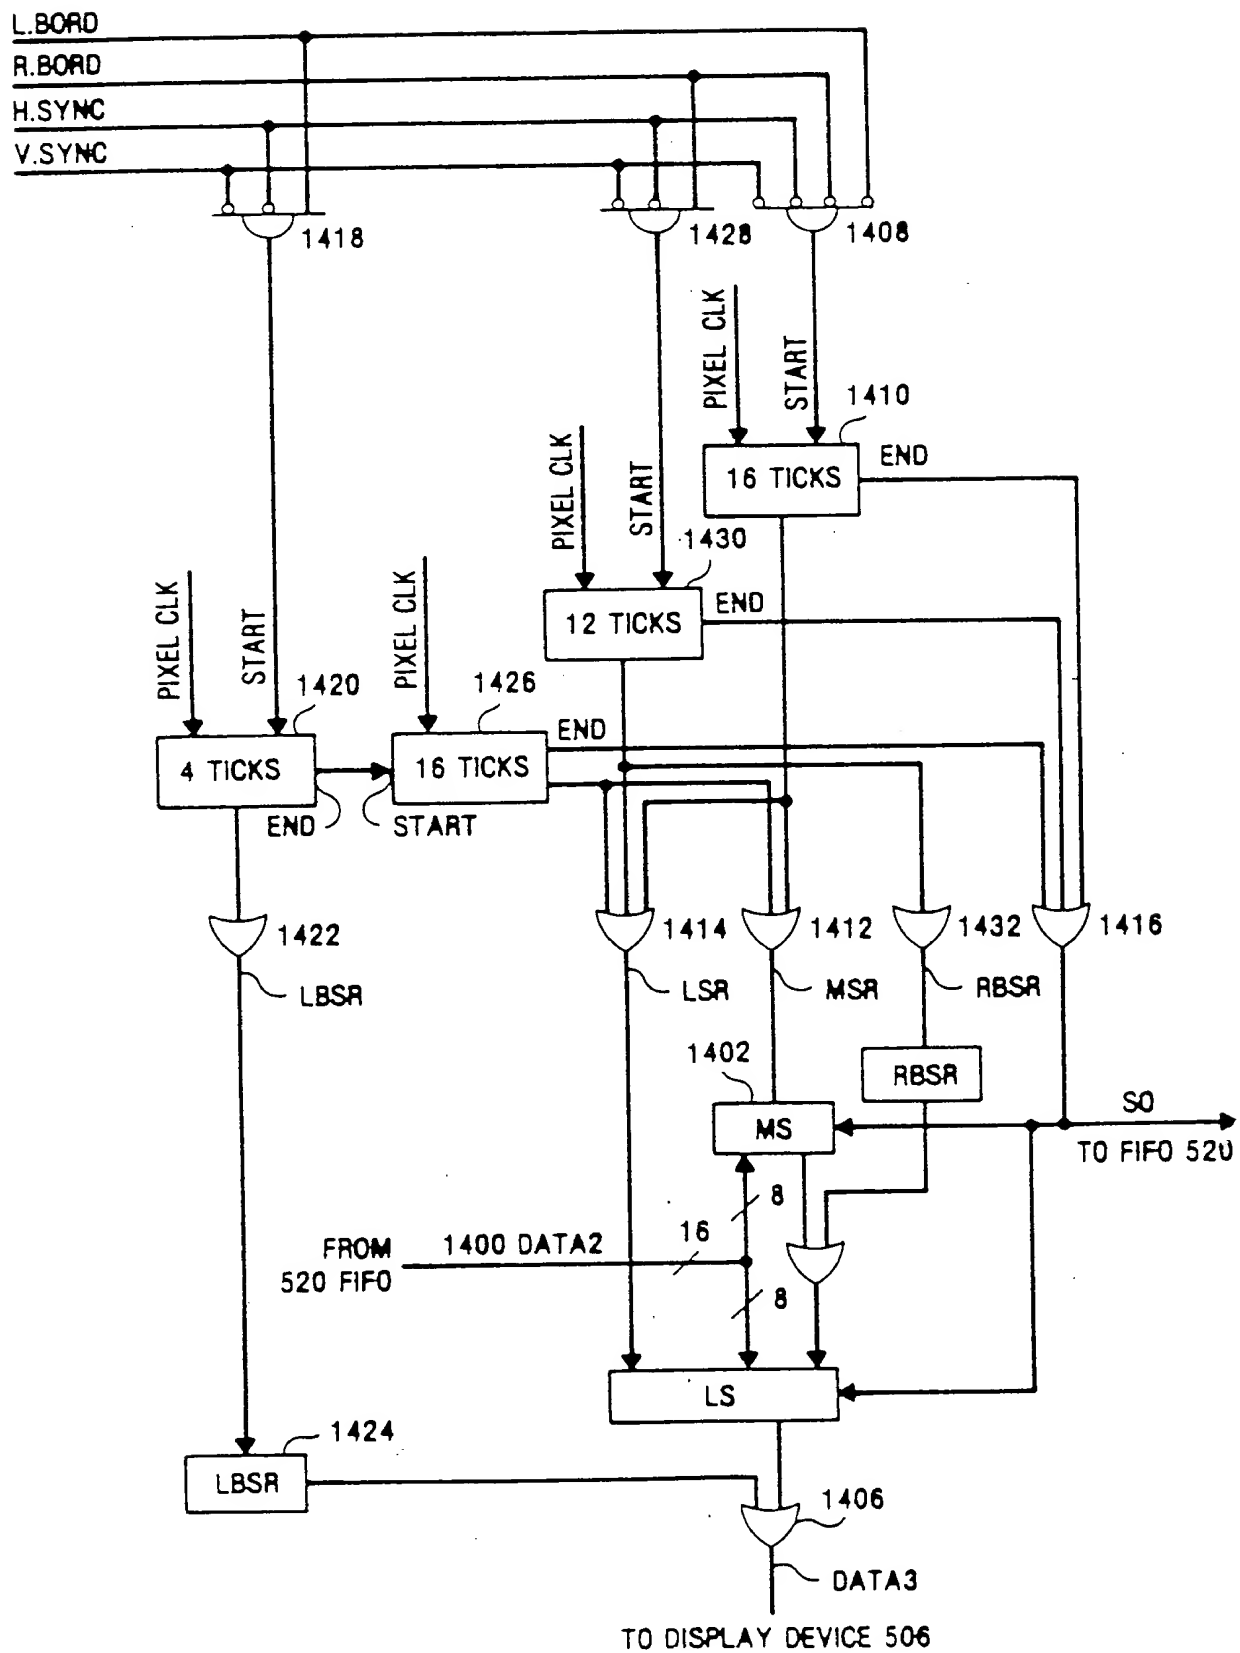 L.BORD
R.BORD
H.SYNC
V.SYNC
1418
1428
1408
PIXEL CLK
START
1410
16 TICKS
END
PIXEL CLK
START
1430
12 TICKS
END
PIXEL CLK
START
1420
4 TICKS
END
PIXEL CLK
1426
16 TICKS
END
START
1422
LBSR
1414
LSR
1412
MSR
1432
RBSR
1416
1402
MS
RBSR
SO
TO FIFO 520
8
16
FROM
520 FIFO
1400 DATA2
8
LS
1424
LBSR
1406
DATA3
TO DISPLAY DEVICE 506